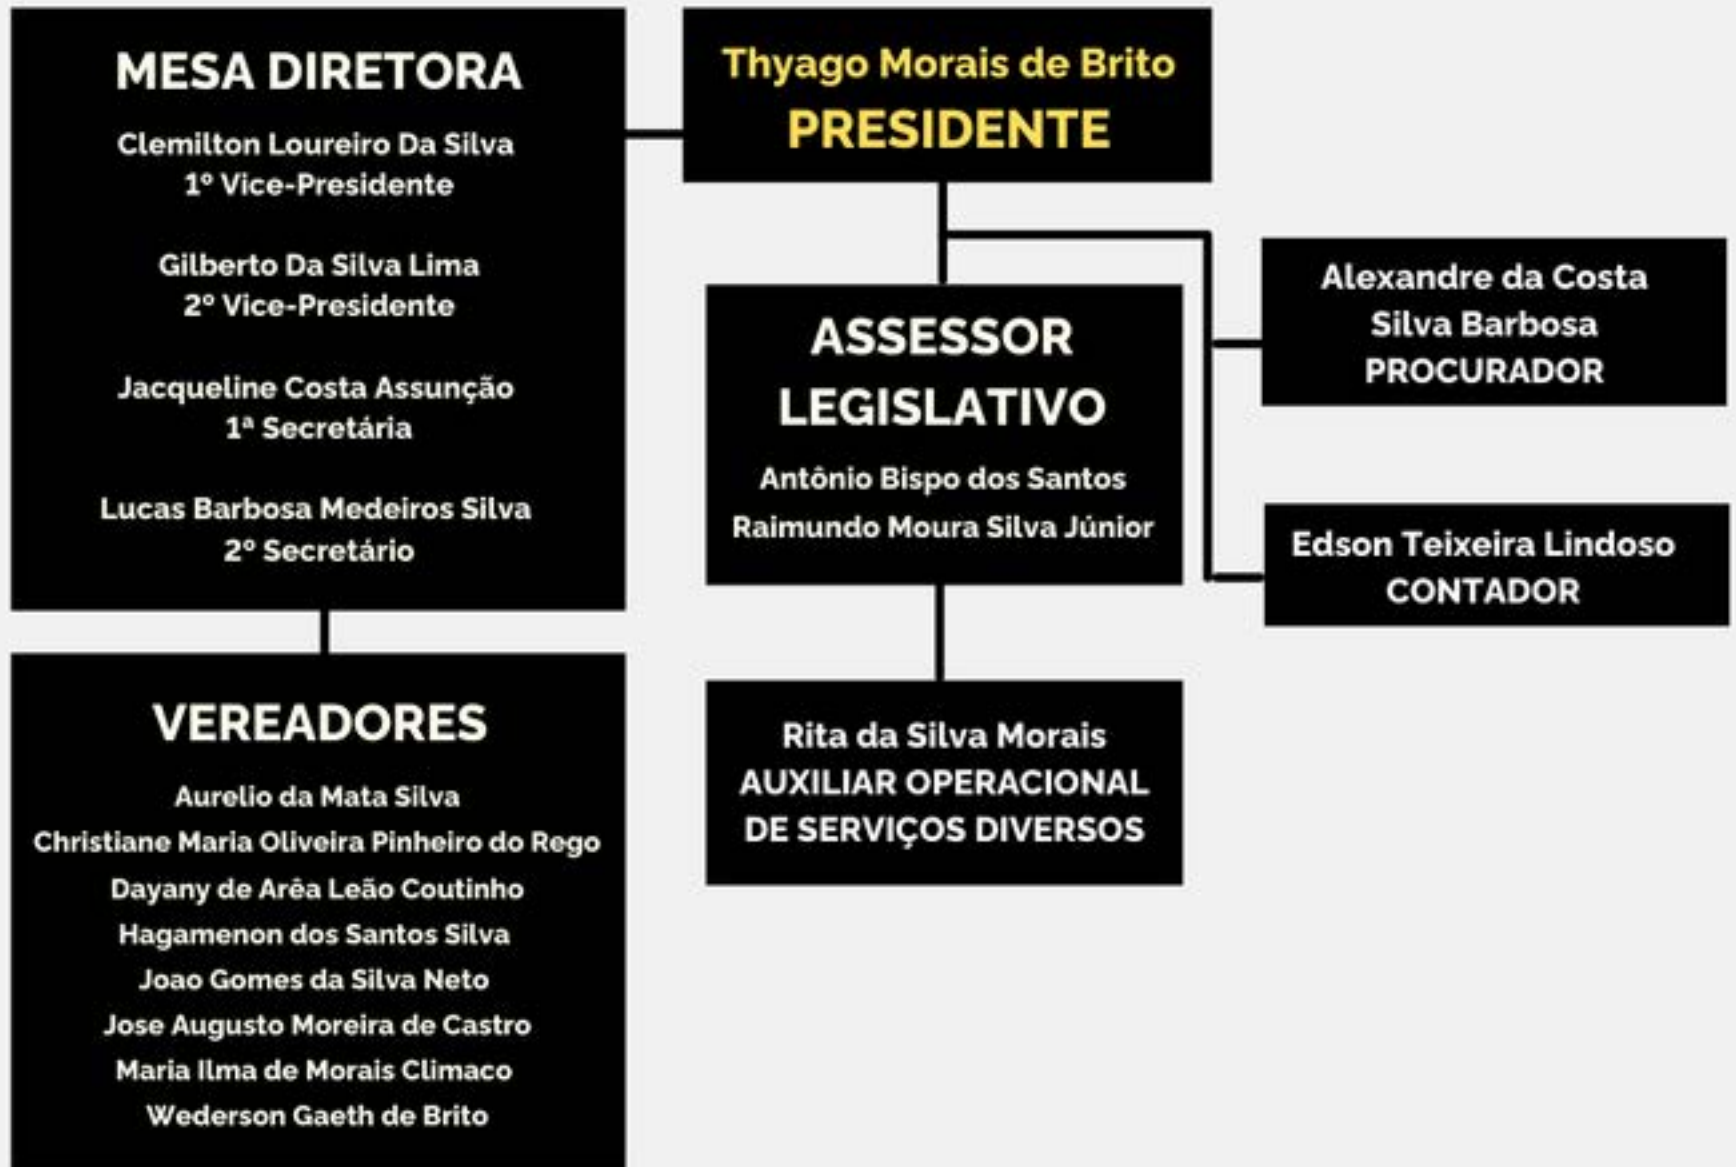 MESA DIRETORA
Clemilton Loureiro Da Silva
1º Vice-Presidente
Gilberto Da Silva Lima
2º Vice-Presidente
Jacqueline Costa Assunção
1ª Secretária
Lucas Barbosa Medeiros Silva
2º Secretário
VEREADORES
Aurelio da Mata Silva
Christiane Maria Oliveira Pinheiro do Rego
Dayany de Arêa Leão Coutinho
Hagamenon dos Santos Silva
Joao Gomes da Silva Neto
Jose Augusto Moreira de Castro
Maria Ilma de Morais Climaco
Wederson Gaeth de Brito
Thyago Morais de Brito
PRESIDENTE
ASSESSOR
LEGISLATIVO
Antônio Bispo dos Santos
Raimundo Moura Silva Júnior
Rita da Silva Morais
AUXILIAR OPERACIONAL
DE SERVIÇOS DIVERSOS
Alexandre da Costa
Silva Barbosa
PROCURADOR
Edson Teixeira Lindoso
CONTADOR